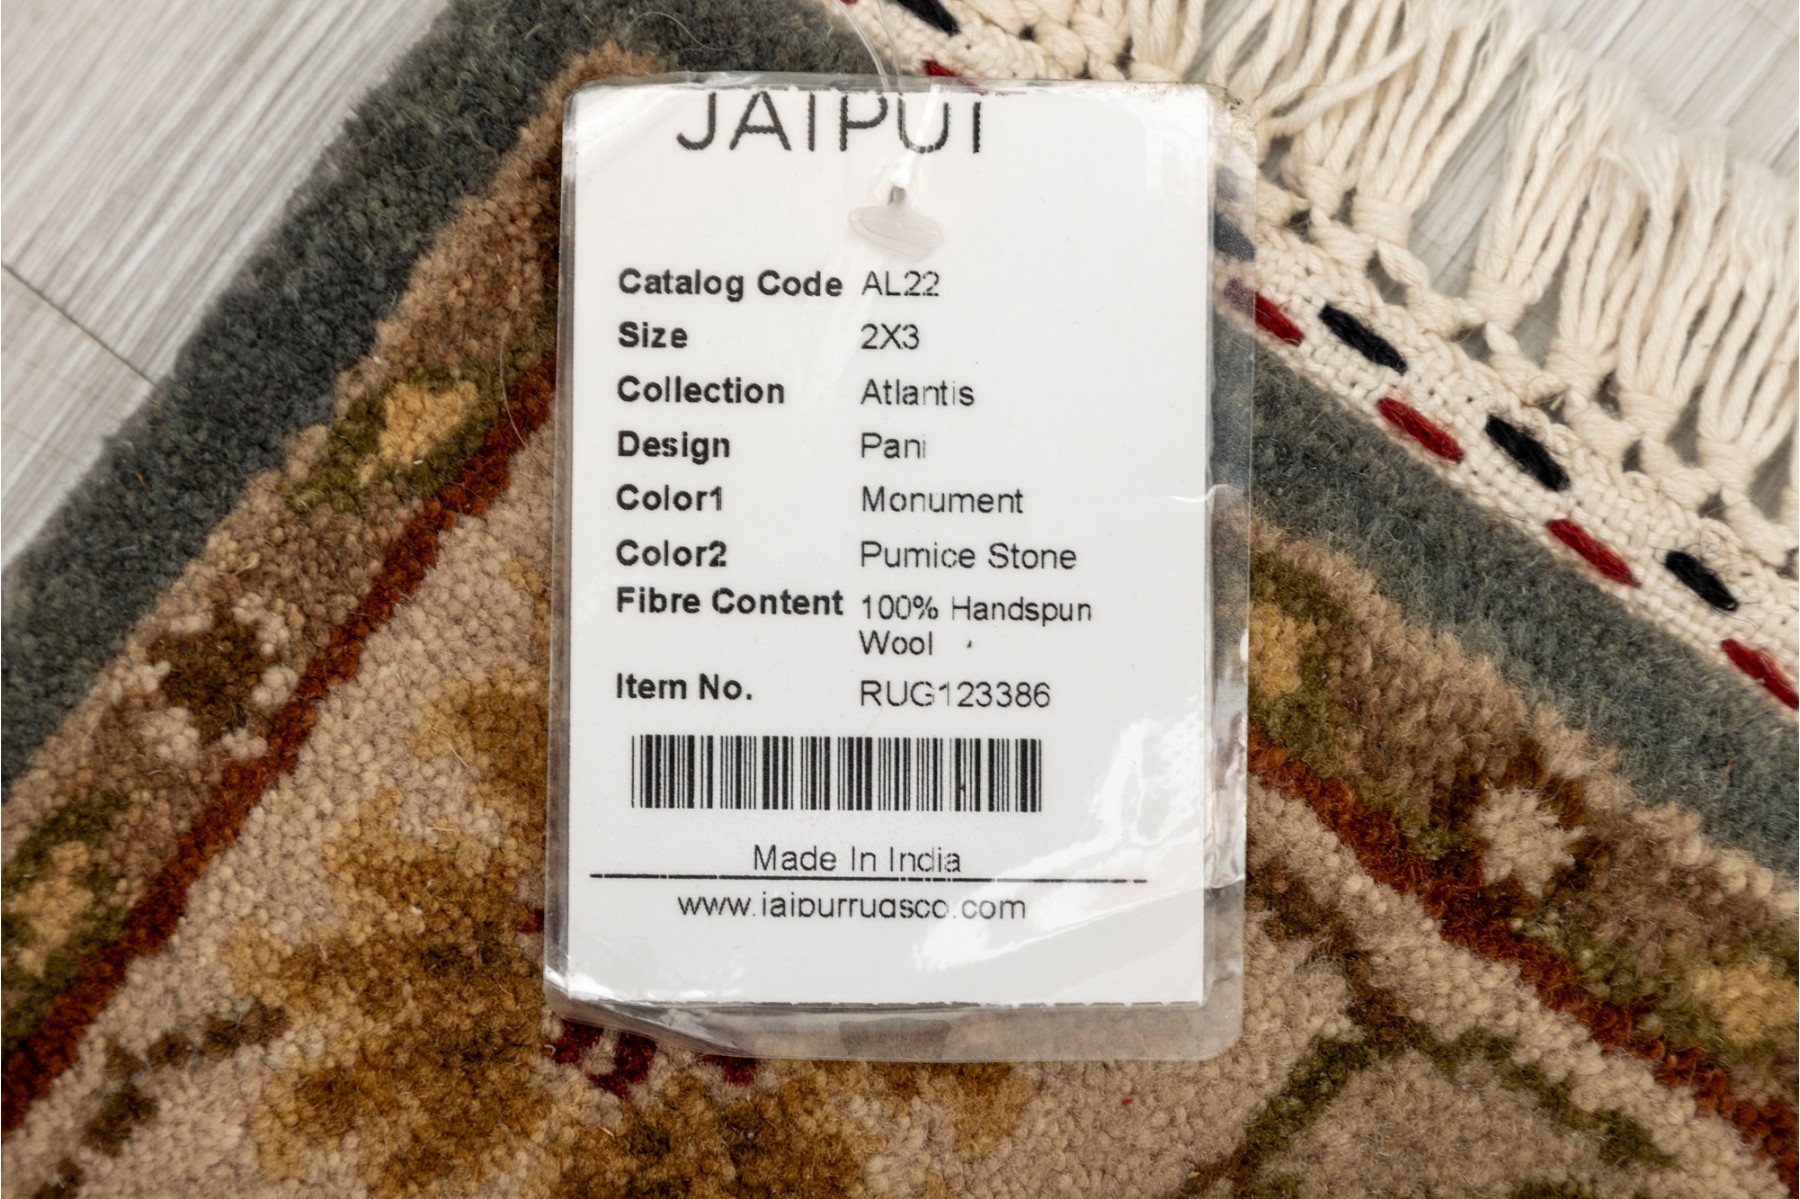 JAIPUr
Catalog Code AL22
Size 2X3
Collection Atlantis
Design Pani
Color1 Monument
Color2 Pumice Stone
Fibre Content 100% Handspun
Wool
Item No. RUG123386
Made In India
www.jaipurrugsco.com